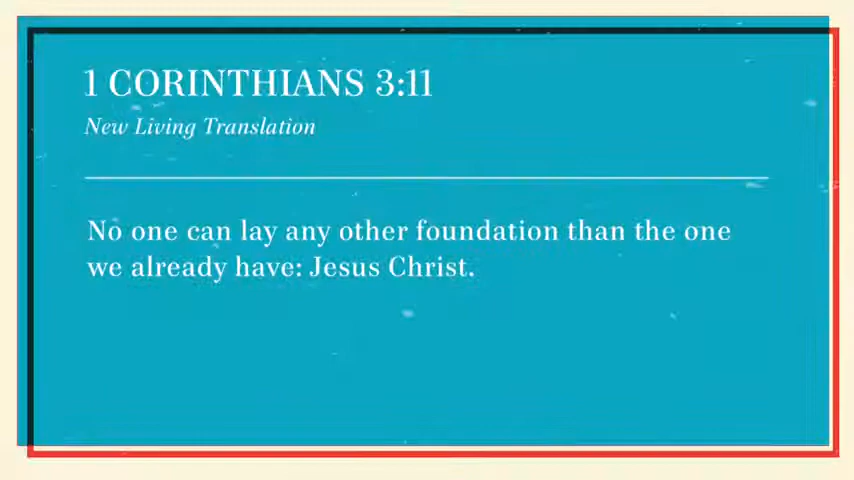 1 CORINTHIANS 3:11
New Living Translation
No one can lay any other foundation than the one
we already have: Jesus Christ.